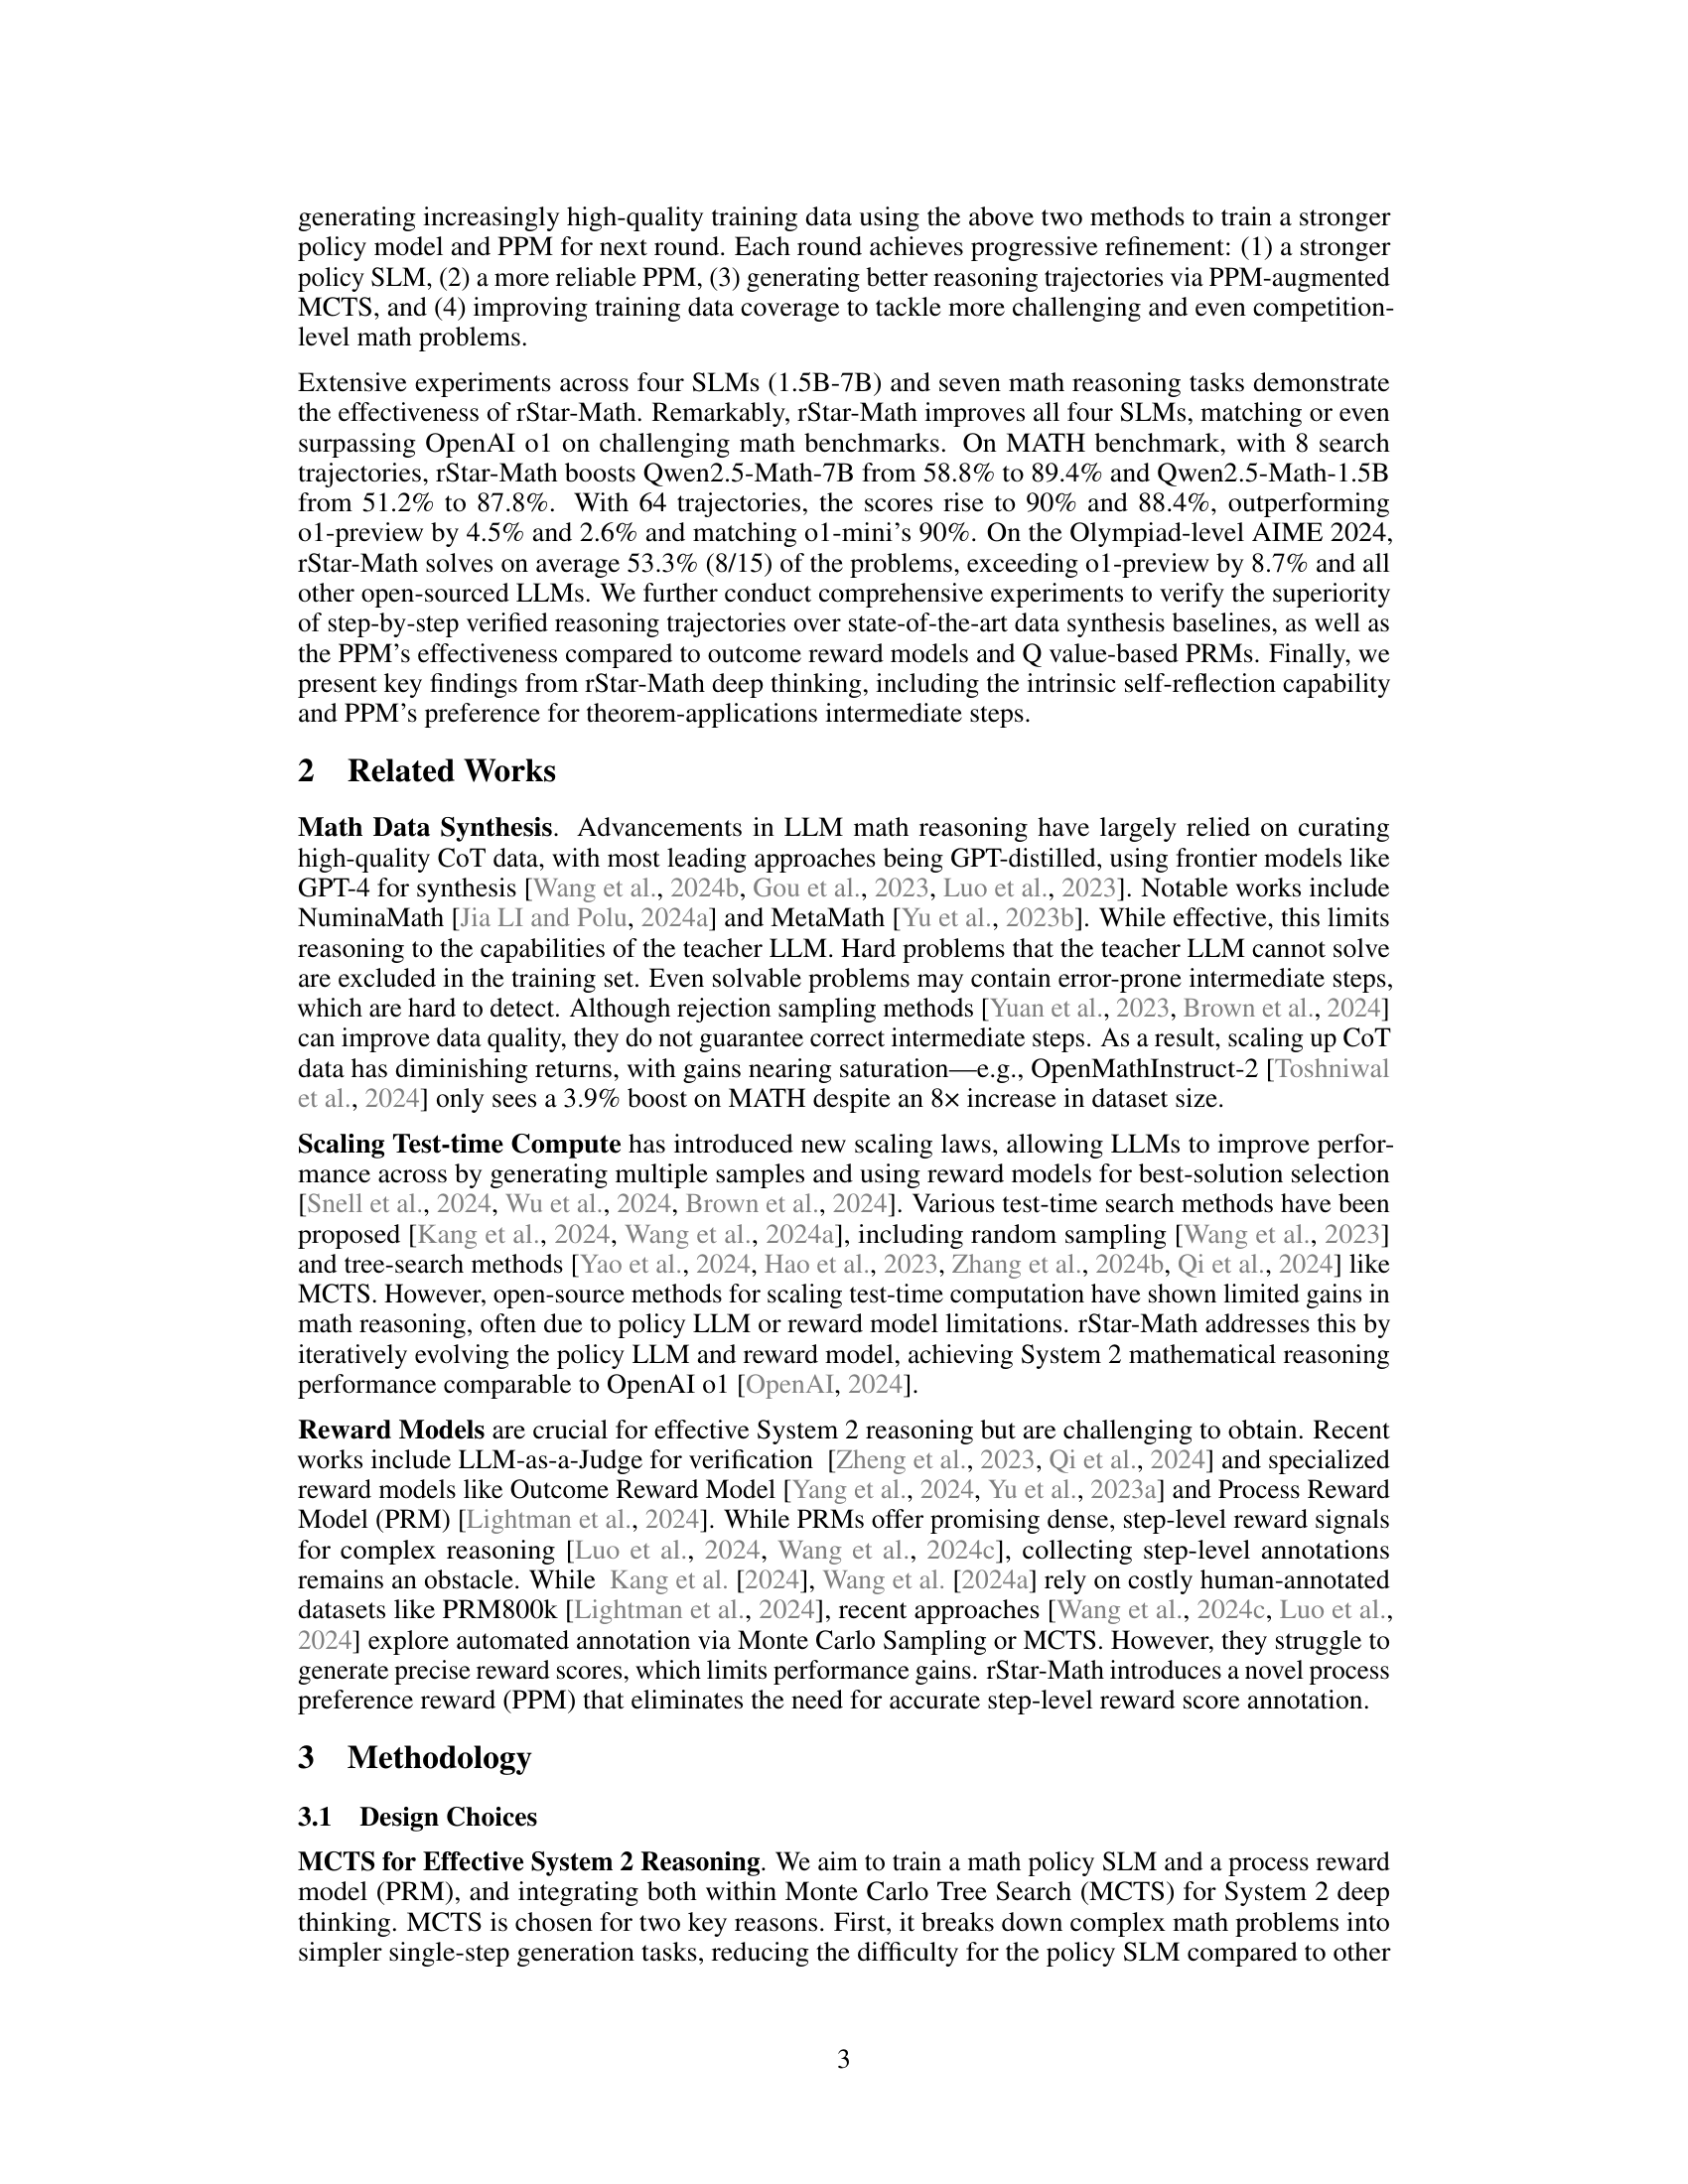 generating increasingly high-quality training data using the above two methods to train a stronger
policy model and PPM for next round. Each round achieves progressive refinement: (1) a stronger
policy SLM, (2) a more reliable PPM, (3) generating better reasoning trajectories via PPM-augmented
MCTS, and (4) improving training data coverage to tackle more challenging and even competition-
level math problems.
Extensive experiments across four SLMs (1.5B-7B) and seven math reasoning tasks demonstrate
the effectiveness of rStar-Math. Remarkably, rStar-Math improves all four SLMs, matching or even
surpassing OpenAI o1 on challenging math benchmarks. On MATH benchmark, with 8 search
trajectories, rStar-Math boosts Qwen2.5-Math-7B from 58.8% to 89.4% and Qwen2.5-Math-1.5B
from 51.2% to 87.8%. With 64 trajectories, the scores rise to 90% and 88.4%, outperforming
o1-preview by 4.5% and 2.6% and matching o1-mini's 90%. On the Olympiad-level AIME 2024,
rStar-Math solves on average 53.3% (8/15) of the problems, exceeding o1-preview by 8.7% and all
other open-sourced LLMs. We further conduct comprehensive experiments to verify the superiority
of step-by-step verified reasoning trajectories over state-of-the-art data synthesis baselines, as well as
the PPM's effectiveness compared to outcome reward models and Q value-based PRMs. Finally, we
present key findings from rStar-Math deep thinking, including the intrinsic self-reflection capability
and PPM's preference for theorem-applications intermediate steps.
2 Related Works
Math Data Synthesis. Advancements in LLM math reasoning have largely relied on curating
high-quality CoT data, with most leading approaches being GPT-distilled, using frontier models like
GPT-4 for synthesis [Wang et al., 2024b, Gou et al., 2023, Luo et al., 2023]. Notable works include
NuminaMath [Jia LI and Polu, 2024a] and MetaMath [Yu et al., 2023b]. While effective, this limits
reasoning to the capabilities of the teacher LLM. Hard problems that the teacher LLM cannot solve
are excluded in the training set. Even solvable problems may contain error-prone intermediate steps,
which are hard to detect. Although rejection sampling methods [Yuan et al., 2023, Brown et al., 2024]
can improve data quality, they do not guarantee correct intermediate steps. As a result, scaling up CoT
data has diminishing returns, with gains nearing saturation—e.g., OpenMathInstruct-2 [Toshniwal
et al., 2024] only sees a 3.9% boost on MATH despite an 8× increase in dataset size.
Scaling Test-time Compute has introduced new scaling laws, allowing LLMs to improve perfor-
mance across by generating multiple samples and using reward models for best-solution selection
[Snell et al., 2024, Wu et al., 2024, Brown et al., 2024]. Various test-time search methods have been
proposed [Kang et al., 2024, Wang et al., 2024a], including random sampling [Wang et al., 2023]
and tree-search methods [Yao et al., 2024, Hao et al., 2023, Zhang et al., 2024b, Qi et al., 2024] like
MCTS. However, open-source methods for scaling test-time computation have shown limited gains in
math reasoning, often due to policy LLM or reward model limitations. rStar-Math addresses this by
iteratively evolving the policy LLM and reward model, achieving System 2 mathematical reasoning
performance comparable to OpenAI o1 [OpenAI, 2024].
Reward Models are crucial for effective System 2 reasoning but are challenging to obtain. Recent
works include LLM-as-a-Judge for verification [Zheng et al., 2023, Qi et al., 2024] and specialized
reward models like Outcome Reward Model [Yang et al., 2024, Yu et al., 2023a] and Process Reward
Model (PRM) [Lightman et al., 2024]. While PRMs offer promising dense, step-level reward signals
for complex reasoning [Luo et al., 2024, Wang et al., 2024c], collecting step-level annotations
remains an obstacle. While Kang et al. [2024], Wang et al. [2024a] rely on costly human-annotated
datasets like PRM800k [Lightman et al., 2024], recent approaches [Wang et al., 2024c, Luo et al.,
2024] explore automated annotation via Monte Carlo Sampling or MCTS. However, they struggle to
generate precise reward scores, which limits performance gains. rStar-Math introduces a novel process
preference reward (PPM) that eliminates the need for accurate step-level reward score annotation.
3 Methodology
3.1 Design Choices
MCTS for Effective System 2 Reasoning. We aim to train a math policy SLM and a process reward
model (PRM), and integrating both within Monte Carlo Tree Search (MCTS) for System 2 deep
thinking. MCTS is chosen for two key reasons. First, it breaks down complex math problems into
simpler single-step generation tasks, reducing the difficulty for the policy SLM compared to other
3